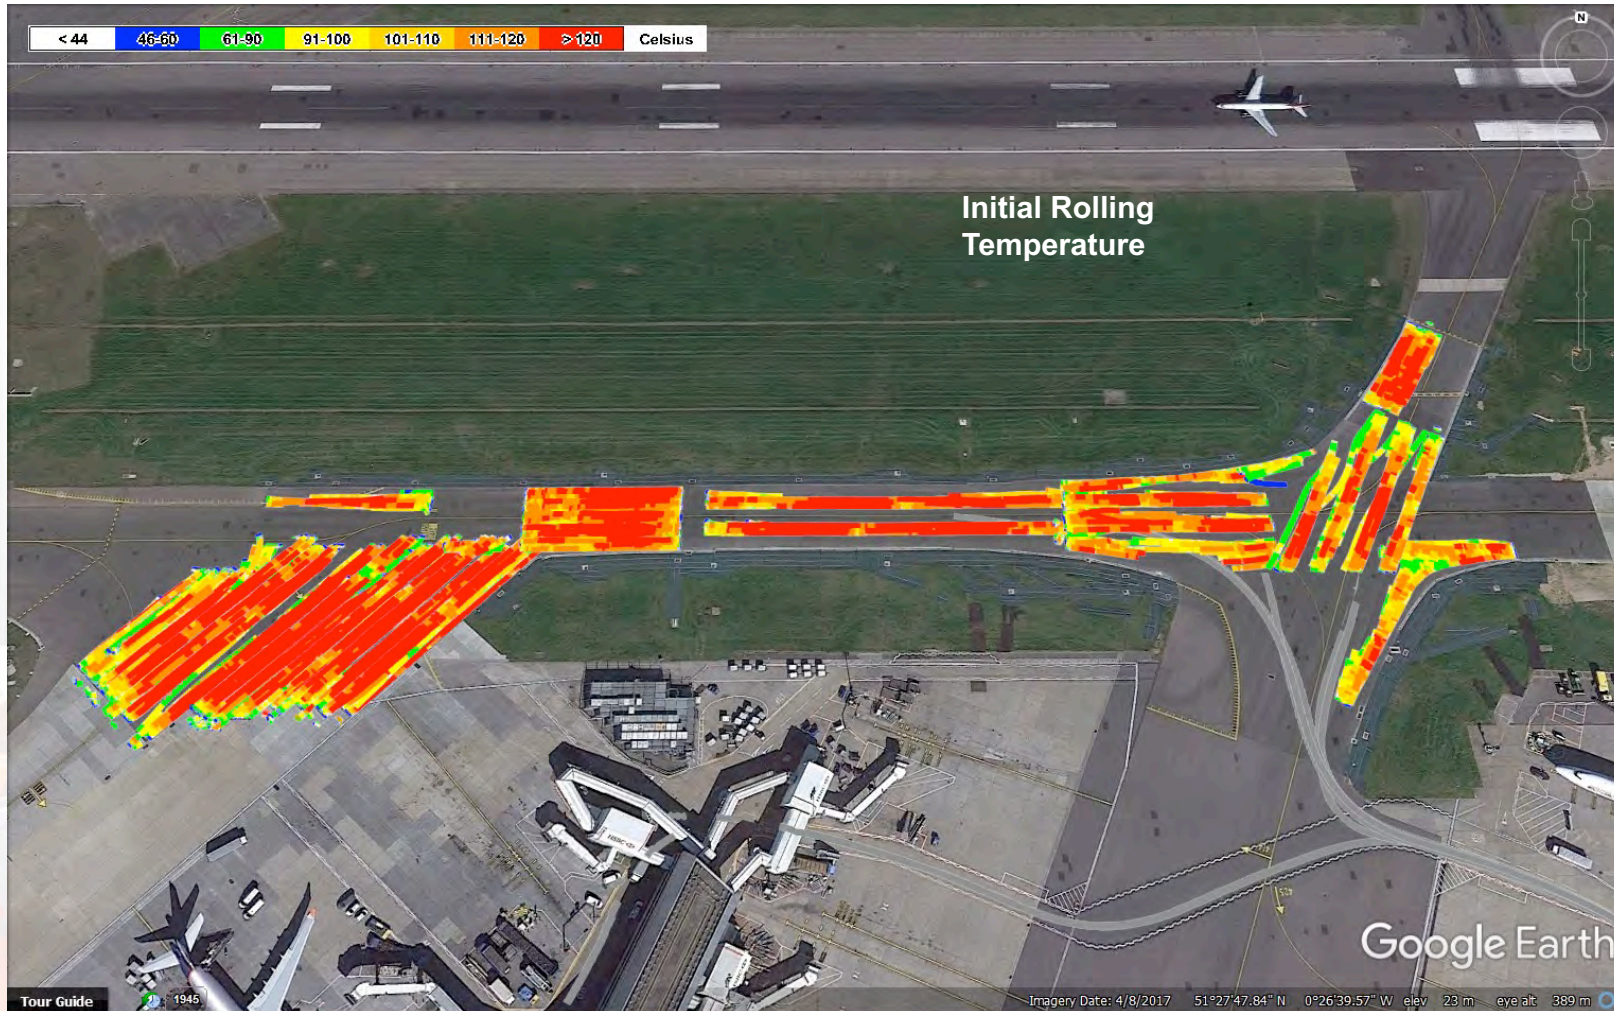 < 44 46-60 61-90 91-100 101-110 111-120 > 120 Celsius
N
Initial Rolling
Temperature
Google Earth
Tour Guide
1945
Imagery Date: 4/8/2017 51°27'47.84" N 0°26'39.57" W elev 23 m eye alt 389 m